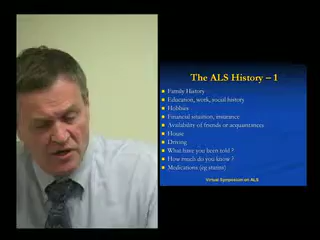 The ALS History – 1
Family History
Education, work, social history
Hobbies
Financial situation, insurance
Availability of friends or acquaintances
House
Driving
What have you been told ?
How much do you know ?
Medications (eg statins)
Virtual Symposium on ALS